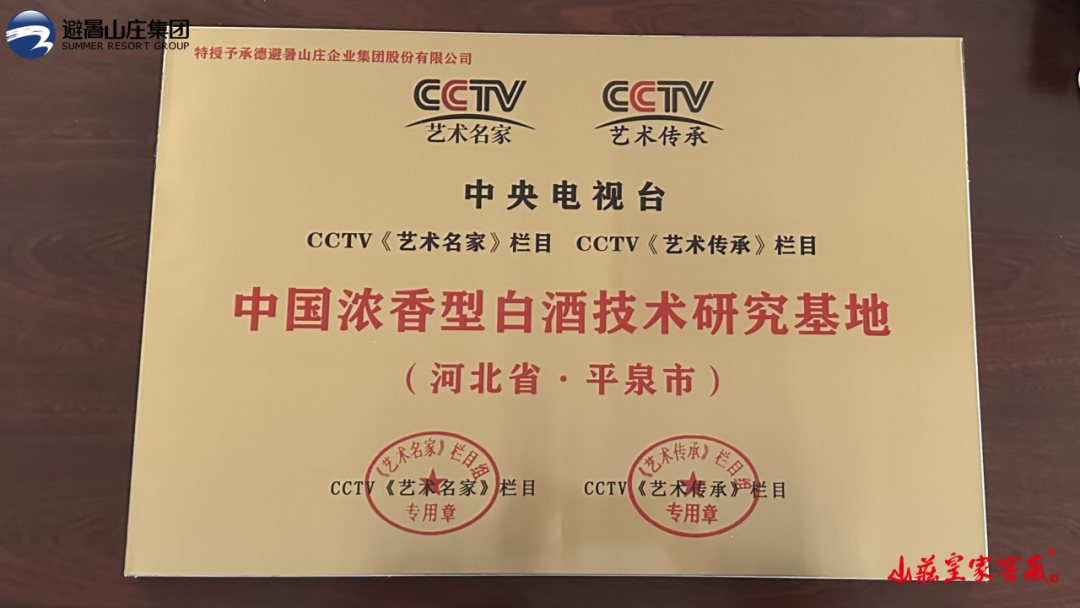 避暑山庄集团
SUMMER RESORT GROUP
特授予承德避暑山庄企业集团股份有限公司
CCTV CCTV
艺术名家 艺术传承
中央电视台
CCTV《艺术名家》栏目 CCTV《艺术传承》栏目
中国浓香型白酒技术研究基地
(河北省·平泉市)
《艺术名家》栏目组
CCTV《艺术名家》栏目
专用章
《艺术传承》栏目组
CCTV《艺术传承》栏目
专用章
山莊皇家窖藏